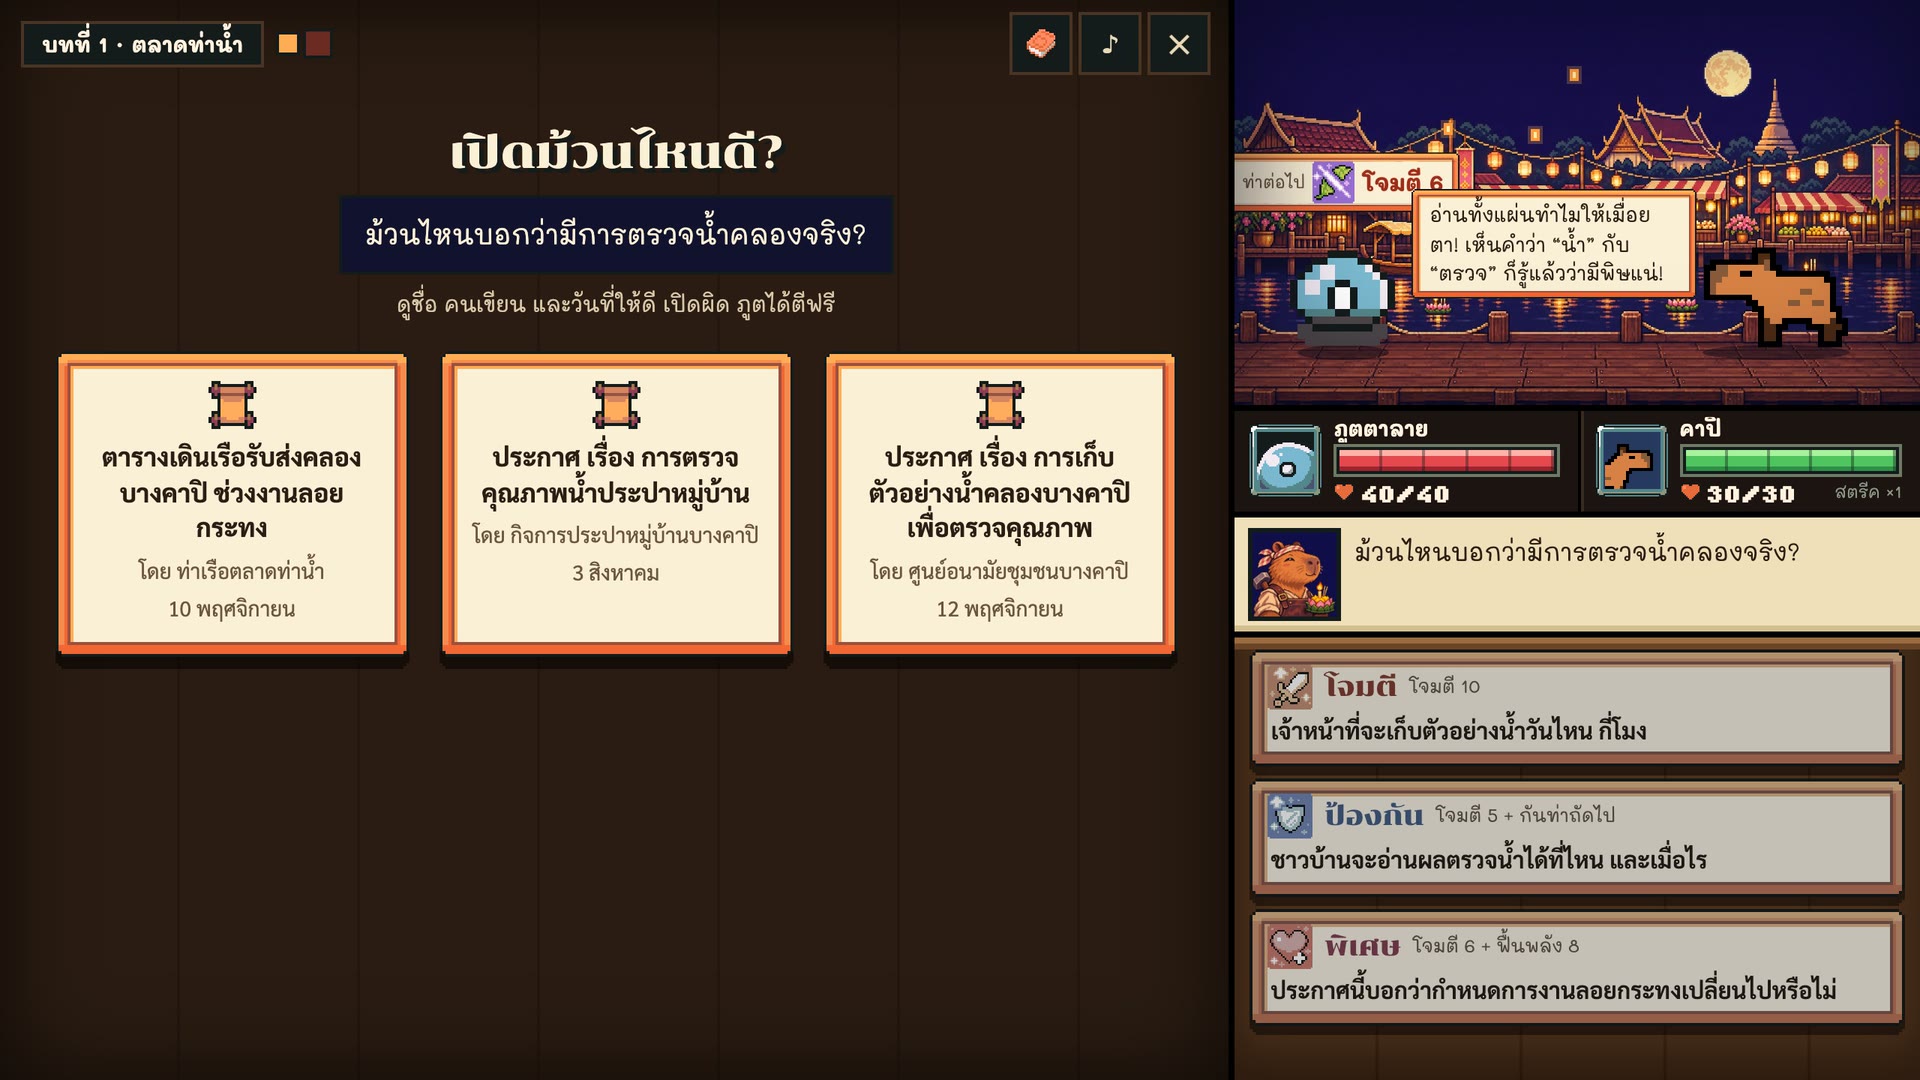 บทที่ 1 · ตลาดท่าน้ำ
♪
เปิดม้วนไหนดี?
ม้วนไหนบอกว่ามีการตรวจน้ำคลองจริง?
ดูชื่อ คนเขียน และวันที่ให้ดี เปิดผิด ภูตได้ตีฟรี
ตารางเดินเรือรับส่งคลอง
บางคาปิ ช่วงงานลอย
กระทง
โดย ท่าเรือตลาดท่าน้ำ
10 พฤศจิกายน
ประกาศ เรื่อง การตรวจ
คุณภาพน้ำประปาหมู่บ้าน
โดย กิจการประปาหมู่บ้านบางคาปิ
3 สิงหาคม
ประกาศ เรื่อง การเก็บ
ตัวอย่างน้ำคลองบางคาปิ
เพื่อตรวจคุณภาพ
โดย ศูนย์อนามัยชุมชนบางคาปิ
12 พฤศจิกายน
ท่าต่อไป โจมตี 6
อ่านทั้งแผ่นทำไมให้เมื่อย
ตา! เห็นคำว่า “น้ำ” กับ
“ตรวจ” ก็รู้แล้วว่ามีพิษแน่!
ภูตตาลาย
40/40
คาปิ
30/30
สตรีค ×1
ม้วนไหนบอกว่ามีการตรวจน้ำคลองจริง?
โจมตี โจมตี 10
เจ้าหน้าที่จะเก็บตัวอย่างน้ำวันไหน กี่โมง
ป้องกัน โจมตี 5 + กันท่าถัดไป
ชาวบ้านจะอ่านผลตรวจน้ำได้ที่ไหน และเมื่อไร
พิเศษ โจมตี 6 + ฟื้นพลัง 8
ประกาศนี้บอกว่ากำหนดการงานลอยกระทงเปลี่ยนไปหรือไม่